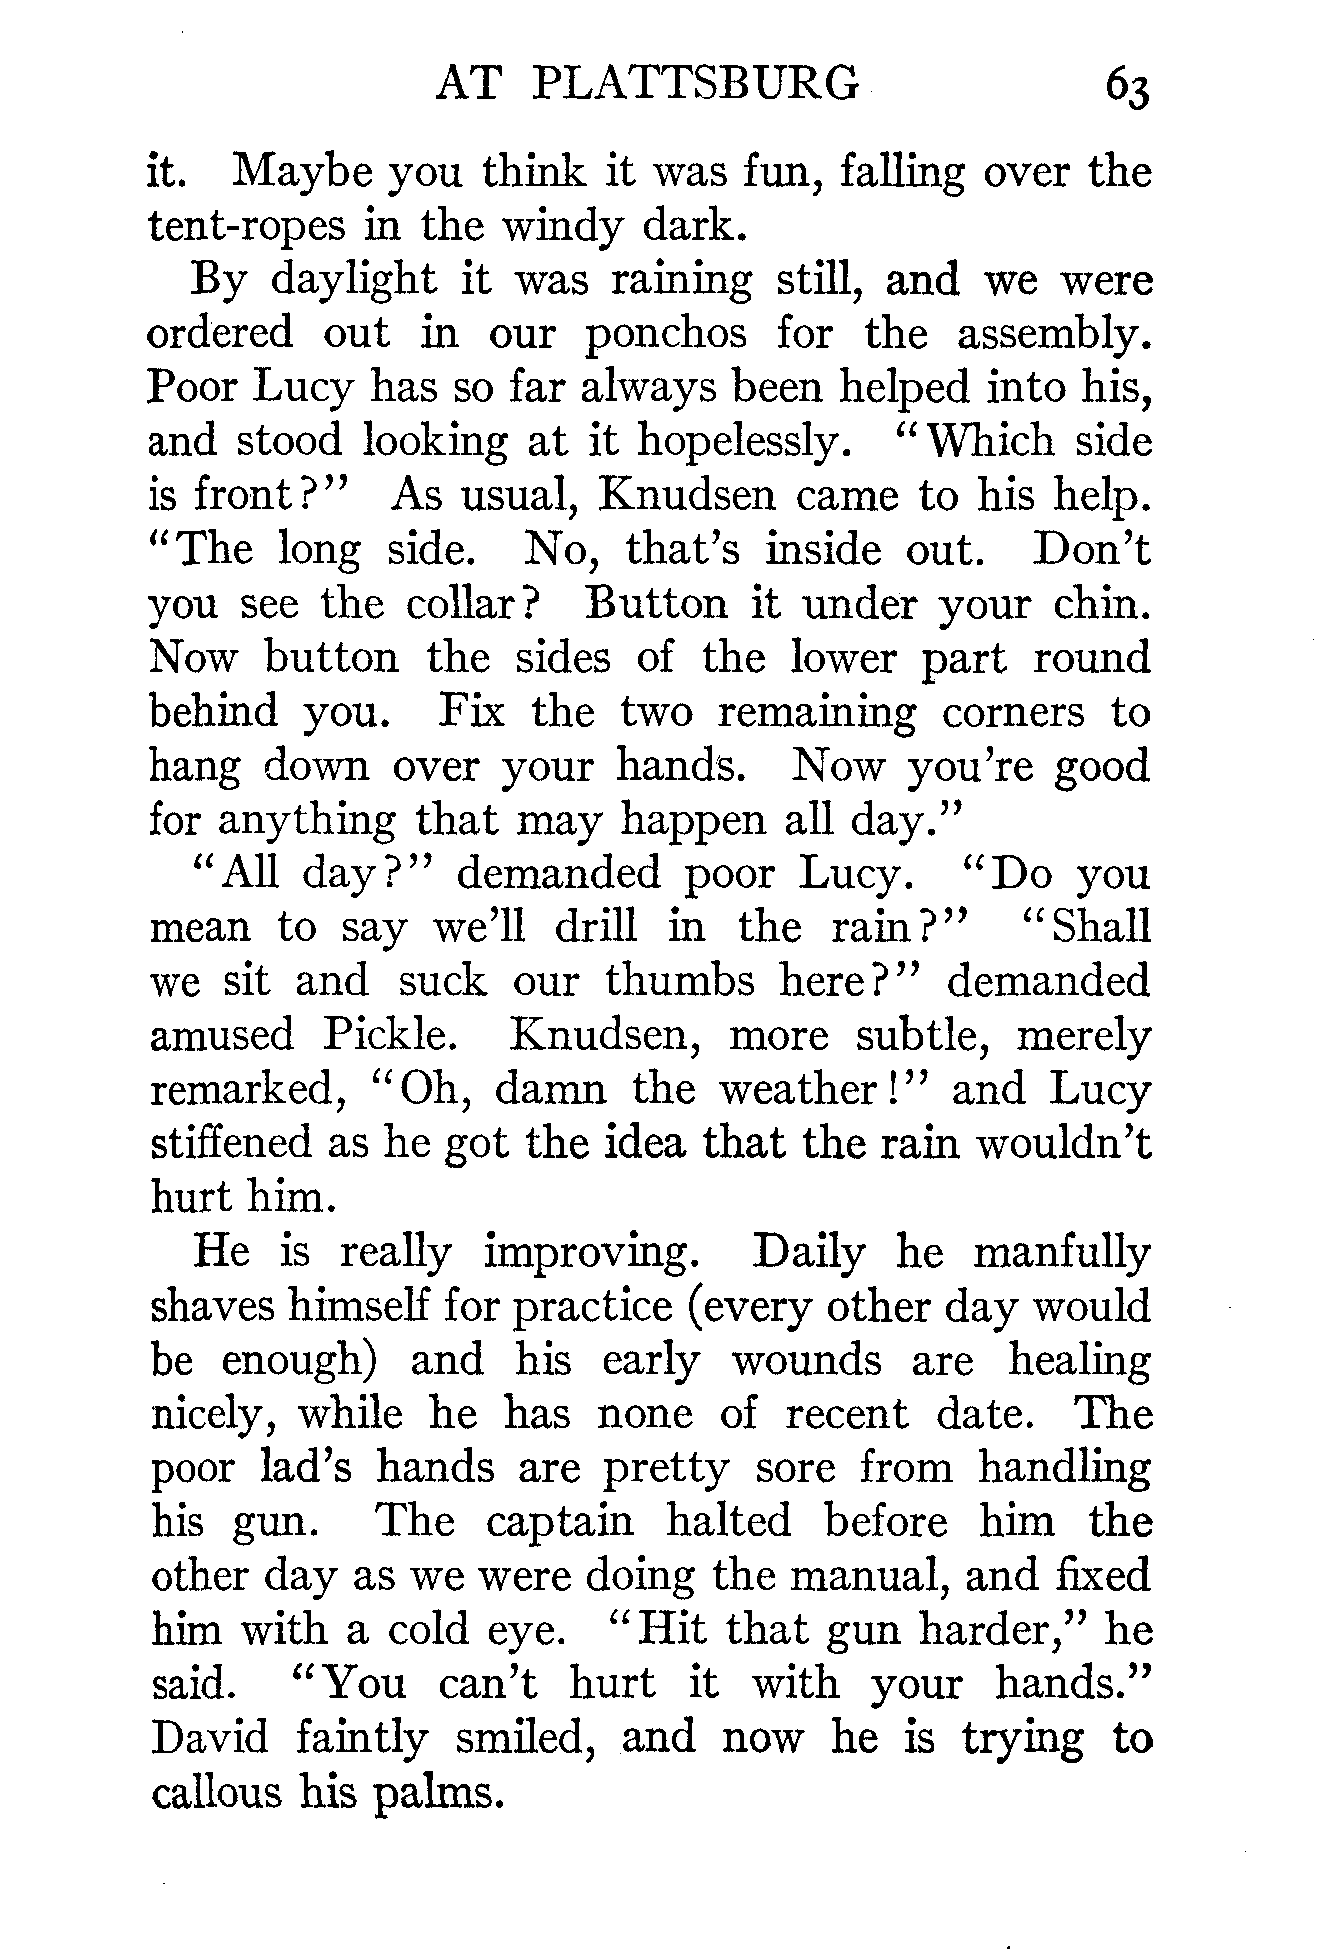 AT PLATTSBURG 63
it. Maybe you think it was fun, falling over the
tent-ropes in the windy dark.
By daylight it was raining still, and we were
ordered out in our ponchos for the assembly.
Poor Lucy has so far always been helped into his,
and stood looking at it hopelessly. "Which side
is front?" As usual, Knudsen came to his help.
"The long side. No, that's inside out. Don't
you see the collar? Button it under your chin.
Now button the sides of the lower part round
behind you. Fix the two remaining corners to
hang down over your hands. Now you're good
for anything that may happen all day."
"All day?" demanded poor Lucy. "Do you
mean to say we'll drill in the rain?" "Shall
we sit and suck our thumbs here?" demanded
amused Pickle. Knudsen, more subtle, merely
remarked, "Oh, damn the weather!" and Lucy
stiffened as he got the idea that the rain wouldn't
hurt him.
He is really improving. Daily he manfully
shaves himself for practice (every other day would
be enough) and his early wounds are healing
nicely, while he has none of recent date. The
poor lad's hands are pretty sore from handling
his gun. The captain halted before him the
other day as we were doing the manual, and fixed
him with a cold eye. "Hit that gun harder," he
said. "You can't hurt it with your hands."
David faintly smiled, and now he is trying to
callous his palms.